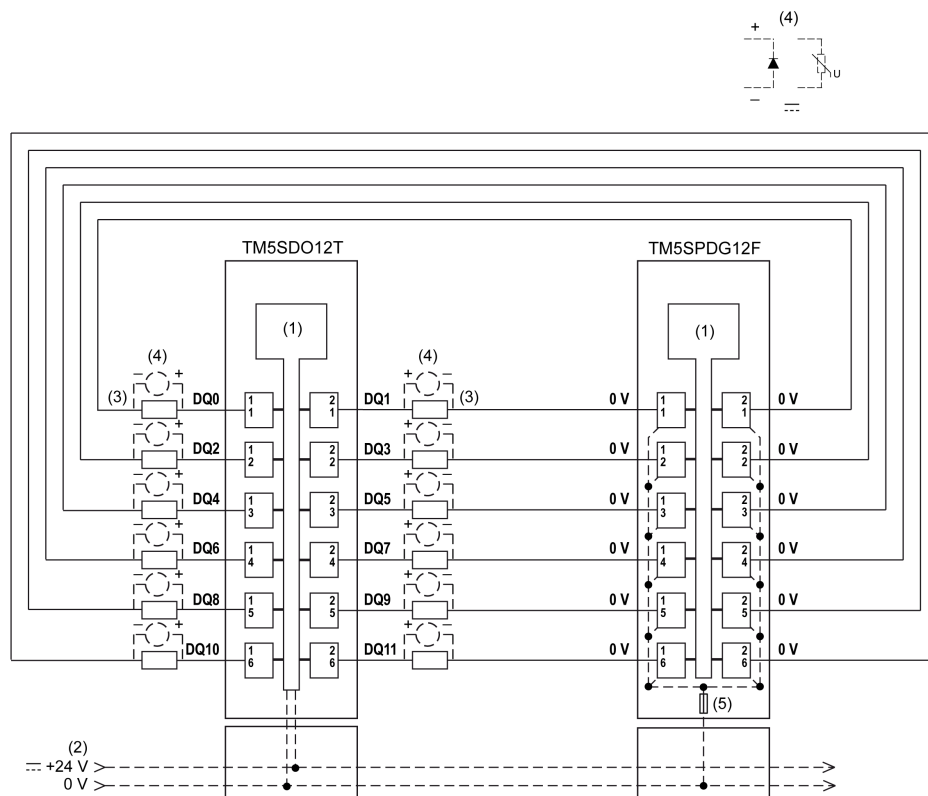 (4)
+
U
−
TM5SDO12T
TM5SPDG12F
(1)
(1)
(4)
(4)
− +
+ −
(3)
DQ0
1 1
2 1
DQ1
(3)
0 V
1 1
2 1
0 V
− +
+ −
DQ2
1 2
2 2
DQ3
0 V
1 2
2 2
0 V
− +
+ −
DQ4
1 3
2 3
DQ5
0 V
1 3
2 3
0 V
− +
+ −
DQ6
1 4
2 4
DQ7
0 V
1 4
2 4
0 V
− +
+ −
DQ8
1 5
2 5
DQ9
0 V
1 5
2 5
0 V
− +
+ −
DQ10
1 6
2 6
DQ11
0 V
1 6
2 6
0 V
(5)
(2)
+24 V
0 V